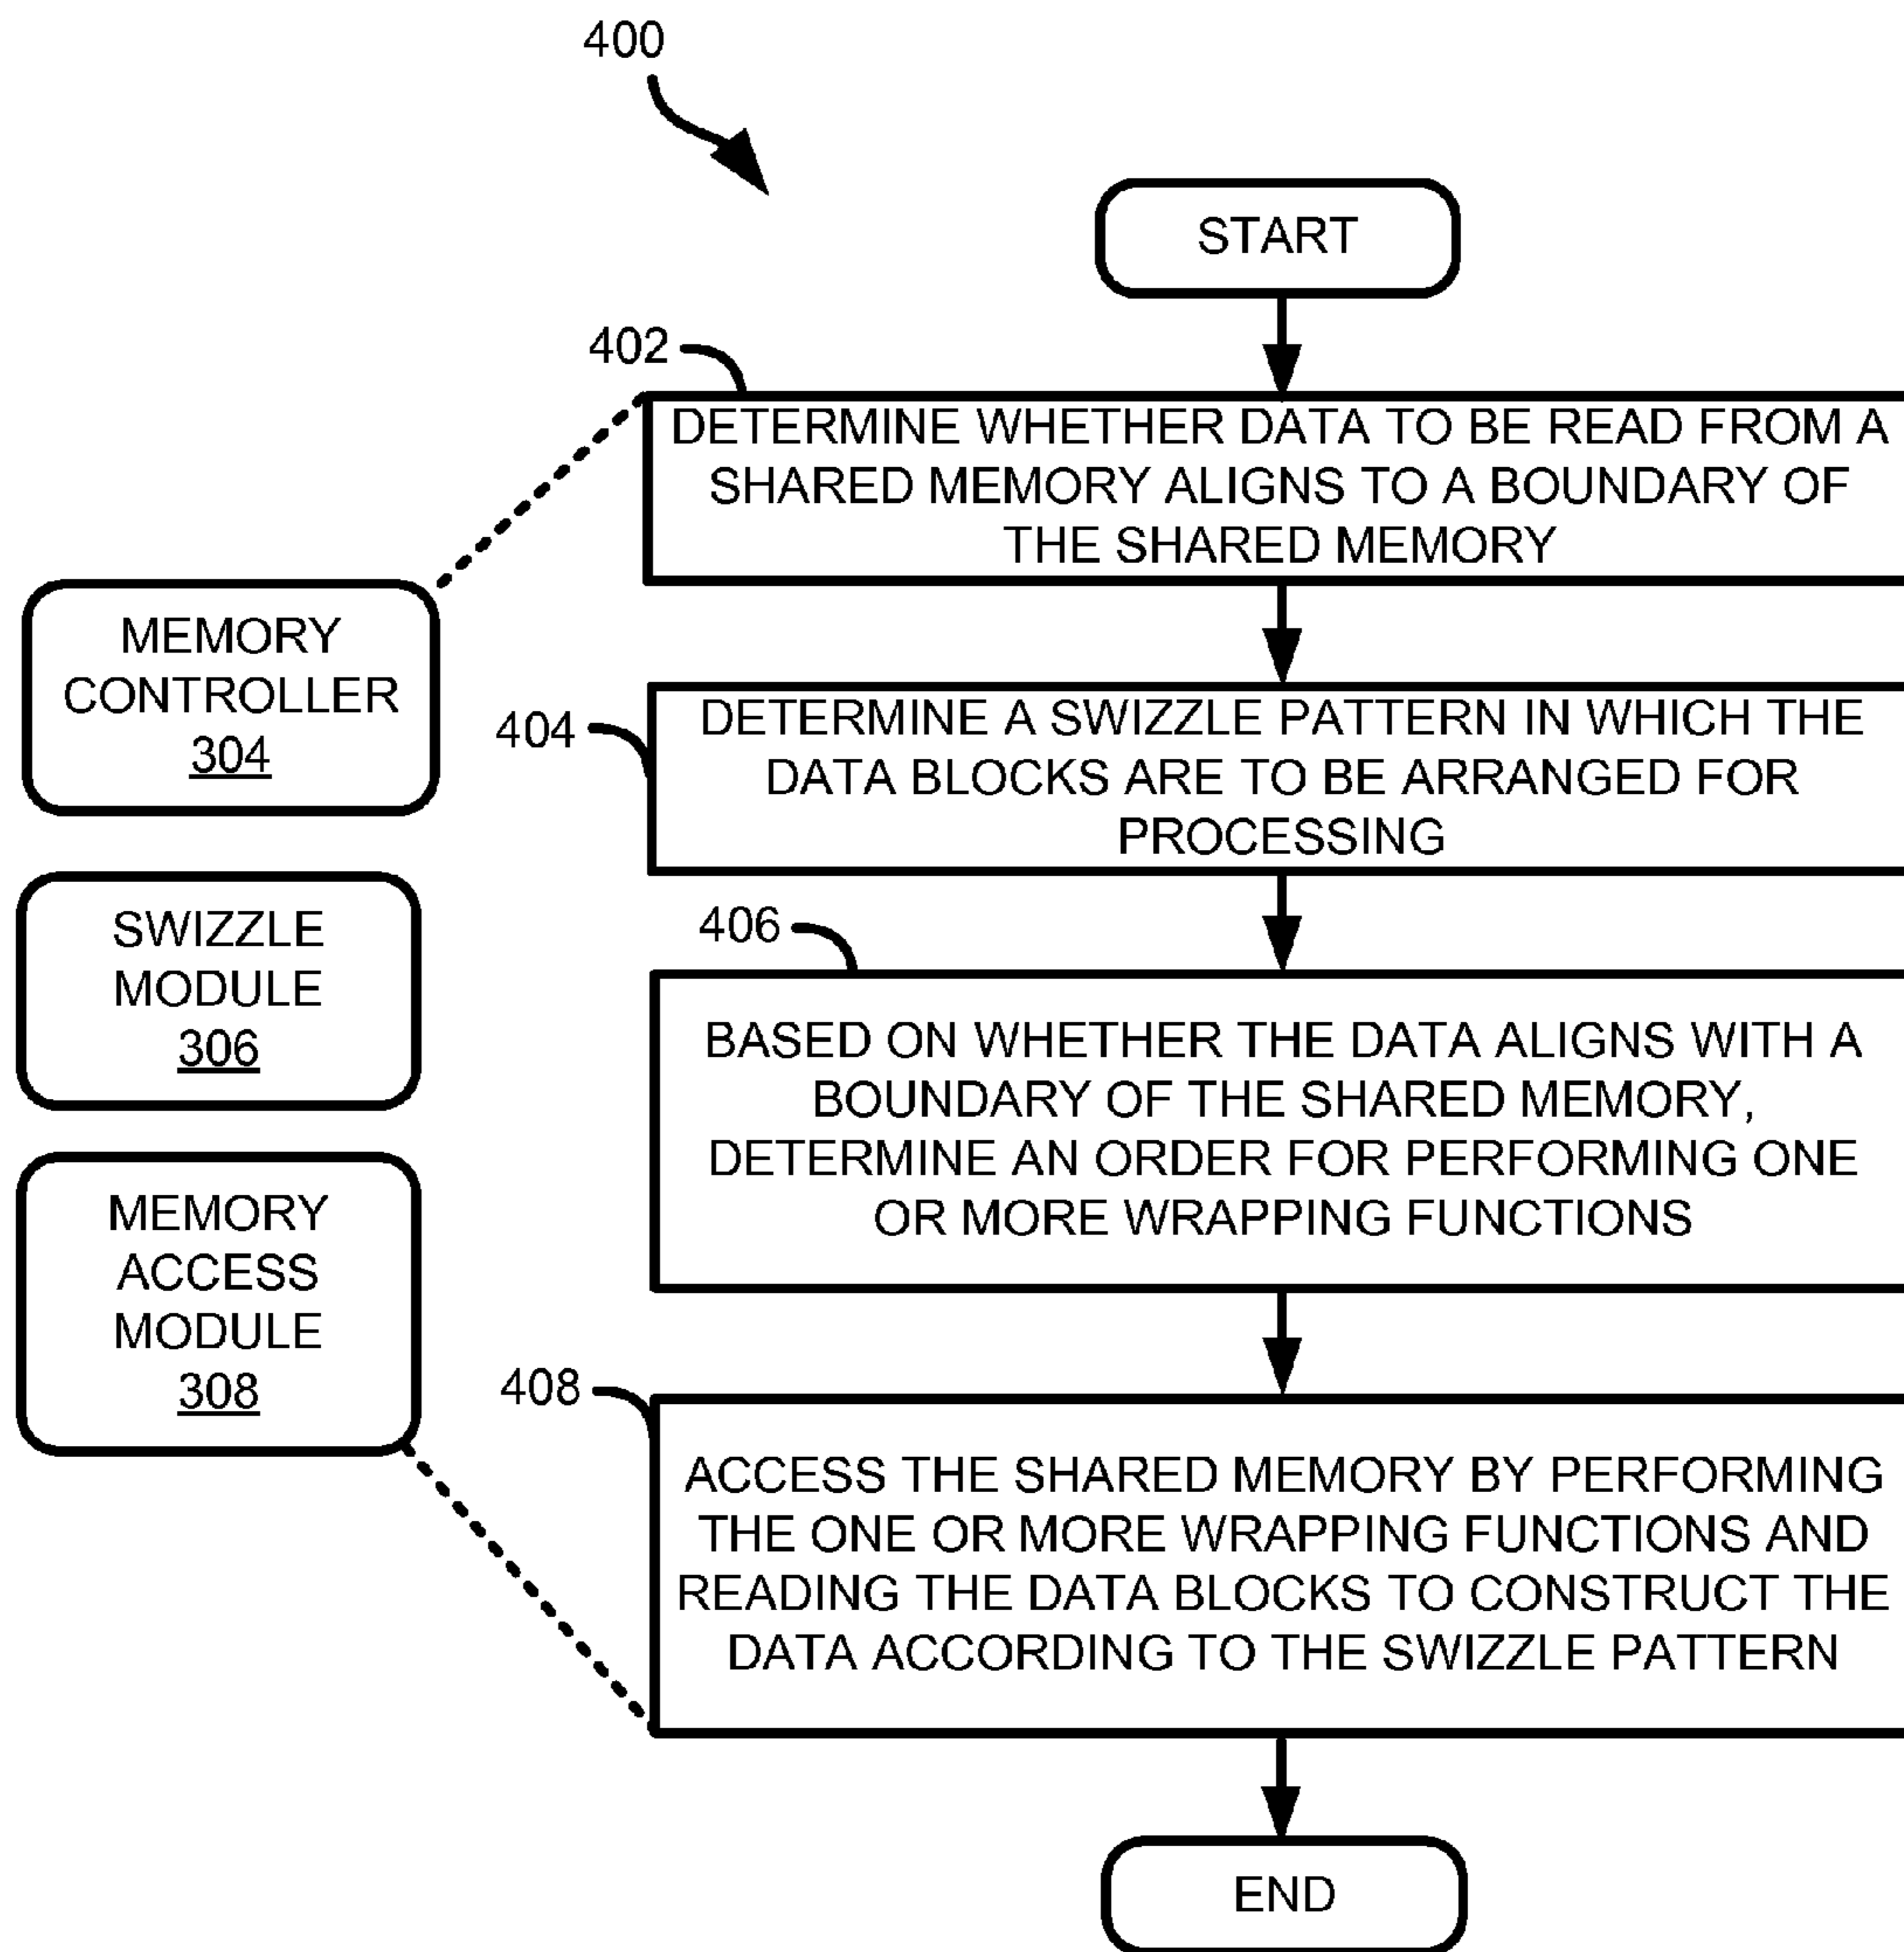 400
START
402
DETERMINE WHETHER DATA TO BE READ FROM A
SHARED MEMORY ALIGNS TO A BOUNDARY OF
THE SHARED MEMORY
MEMORY
CONTROLLER
304
404
DETERMINE A SWIZZLE PATTERN IN WHICH THE
DATA BLOCKS ARE TO BE ARRANGED FOR
PROCESSING
SWIZZLE
MODULE
306
406
BASED ON WHETHER THE DATA ALIGNS WITH A
BOUNDARY OF THE SHARED MEMORY,
DETERMINE AN ORDER FOR PERFORMING ONE
OR MORE WRAPPING FUNCTIONS
MEMORY
ACCESS
MODULE
308
408
ACCESS THE SHARED MEMORY BY PERFORMING
THE ONE OR MORE WRAPPING FUNCTIONS AND
READING THE DATA BLOCKS TO CONSTRUCT THE
DATA ACCORDING TO THE SWIZZLE PATTERN
END